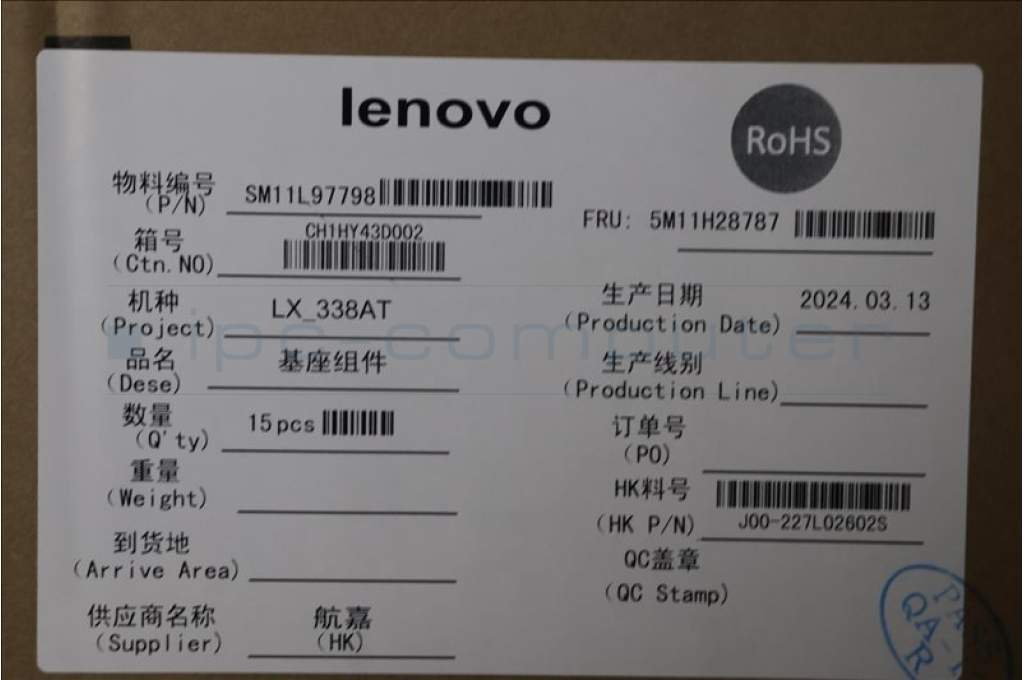 lenovo
RoHS
物料编号
(P/N)
SM11L97798
FRU: 5M11H28787
箱号
(Ctn.NO)
CH1HY43D002
机种
(Project)
LX_338AT
生产日期
(Production Date)
2024.03.13
ipc-computer
品名
(Dese)
基座组件
生产线别
(Production Line)
数量
(Q'ty)
15pcs
订单号
(PO)
重量
(Weight)
HK料号
(HK P/N)
J00-227L02602S
到货地
(Arrive Area)
QC盖章
(QC Stamp)
供应商名称
(Supplier)
航嘉
(HK)
QA-
R